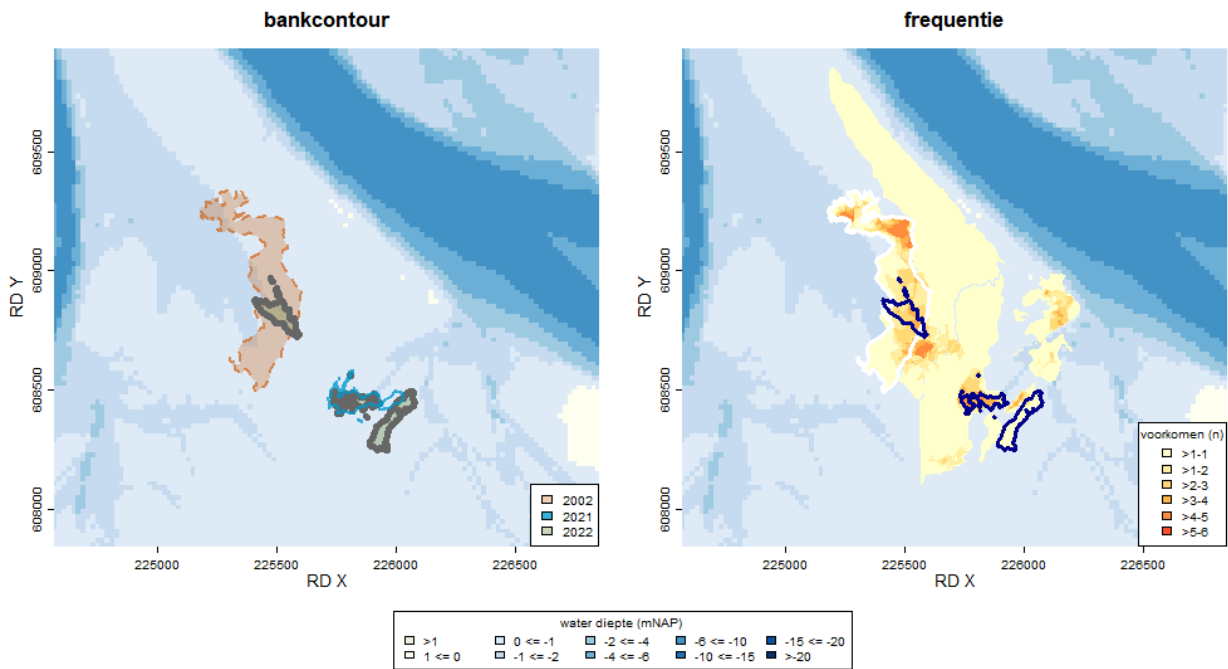 bankcontour
frequentie
RD Y
609500
609000
608500
608000
2002
2021
2022
225000
225500
226000
226500
RD X
RD Y
609500
609000
608500
608000
voorkomen (n)
>1-1
>1-2
>2-3
>3-4
>4-5
>5-6
225000
225500
226000
226500
RD X
water diepte (mNAP)
>1 0 <= -1 -2 <= -4 -6 <= -10 -15 <= -20
1 <= 0 -1 <= -2 -4 <= -6 -10 <= -15 >-20